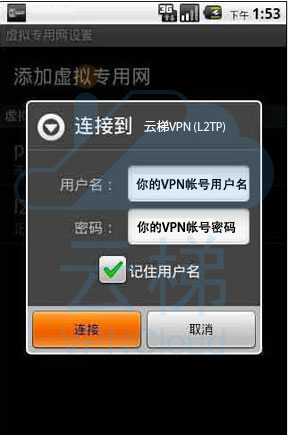 3G
下午 1:53
虚拟专用网设置
添加虚拟专用网
虚拟
连接到 云梯VPN (L2TP)
用户名：
你的VPN帐号用户名
密码：
你的VPN帐号密码
记住用户名
云梯
连接
取消